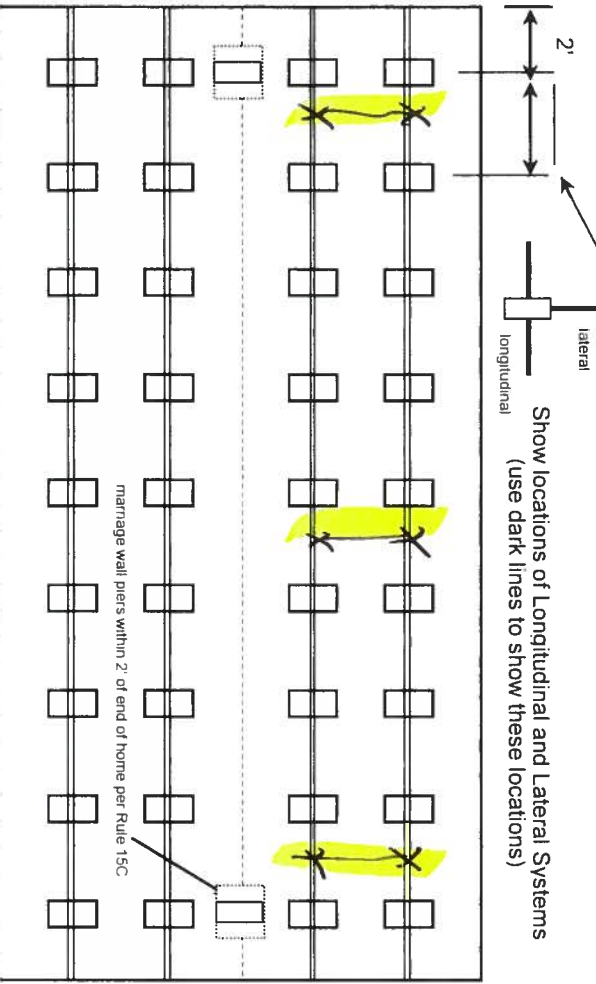 2'
lateral
longitudinal
Show locations of Longitudinal and Lateral Systems
(use dark lines to show these locations)
marriage wall piers within 2' of end of home per Rule 15C